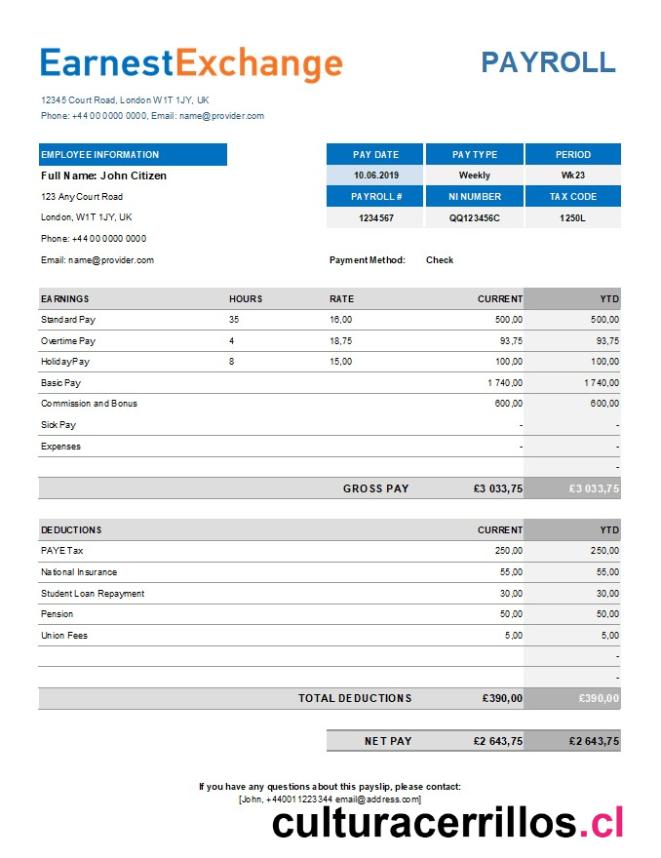 EarnestExchange PAYROLL
12345 Court Road, London W1T 1JY, UK
Phone: +44 00 0000 0000, Email: name@provider.com
EMPLOYEE INFORMATION PAY DATE PAY TYPE PERIOD
Full Name: John Citizen 10.06.2019 Weekly Wk23
123 Any Court Road PAYROLL # NI NUMBER TAX CODE
London, W1T 1JY, UK 1234567 QQ123456C 1250L
Phone: +44 00 0000 0000
Email: name@provider.com Payment Method: Check
EARNINGS HOURS RATE CURRENT YTD
Standard Pay 35 16,00 500,00 500,00
Overtime Pay 4 18,75 93,75 93,75
Holiday Pay 8 15,00 100,00 100,00
Basic Pay 1 740,00 1 740,00
Commission and Bonus 600,00 600,00
Sick Pay - -
Expenses - -
-
GROSS PAY £3 033,75 £3 033,75
DEDUCTIONS CURRENT YTD
PAYE Tax 250,00 250,00
National Insurance 55,00 55,00
Student Loan Repayment 30,00 30,00
Pension 50,00 50,00
Union Fees 5,00 5,00
-
-
TOTAL DEDUCTIONS £390,00 £390,00
NET PAY £2 643,75 £2 643,75
If you have any questions about this payslip, please contact:
[John, +440011223344 email@address.com]
culturacerrillos.cl